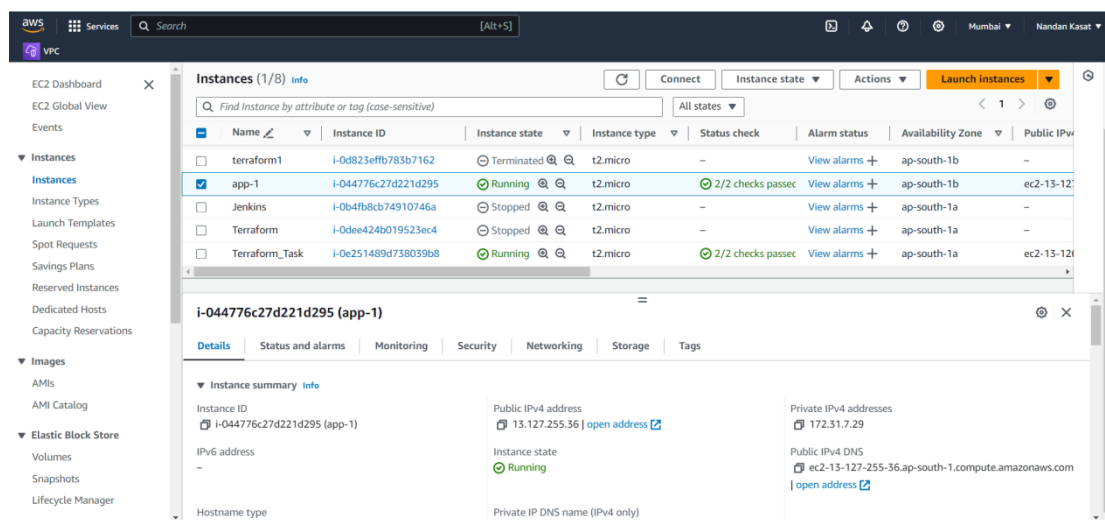 aws Services Search [Alt+S] Mumbai ▼ Nandan Kasat ▼
VPC
EC2 Dashboard
EC2 Global View
Events
▼ Instances
Instances
Instance Types
Launch Templates
Spot Requests
Savings Plans
Reserved Instances
Dedicated Hosts
Capacity Reservations
▼ Images
AMIs
AMI Catalog
▼ Elastic Block Store
Volumes
Snapshots
Lifecycle Manager
Instances (1/8) Info Connect Instance state ▼ Actions ▼ Launch instances ▼
Find Instance by attribute or tag (case-sensitive) All states ▼ < 1 >
Name Instance ID Instance state Instance type Status check Alarm status Availability Zone Public IPv4
terraform1 i-0d823effb783b7162 Terminated t2.micro – View alarms + ap-south-1b –
app-1 i-044776c27d221d295 Running t2.micro 2/2 checks passec View alarms + ap-south-1b ec2-13-127
Jenkins i-0b4fb8cb74910746a Stopped t2.micro – View alarms + ap-south-1a –
Terraform i-0dee424b019523ec4 Stopped t2.micro – View alarms + ap-south-1a –
Terraform_Task i-0e251489d738039b8 Running t2.micro 2/2 checks passec View alarms + ap-south-1a ec2-13-126
i-044776c27d221d295 (app-1)
Details Status and alarms Monitoring Security Networking Storage Tags
▼ Instance summary Info
Instance ID
i-044776c27d221d295 (app-1)
Public IPv4 address
13.127.255.36 | open address
Private IPv4 addresses
172.31.7.29
IPv6 address
–
Instance state
Running
Public IPv4 DNS
ec2-13-127-255-36.ap-south-1.compute.amazonaws.com
| open address
Hostname type
Private IP DNS name (IPv4 only)